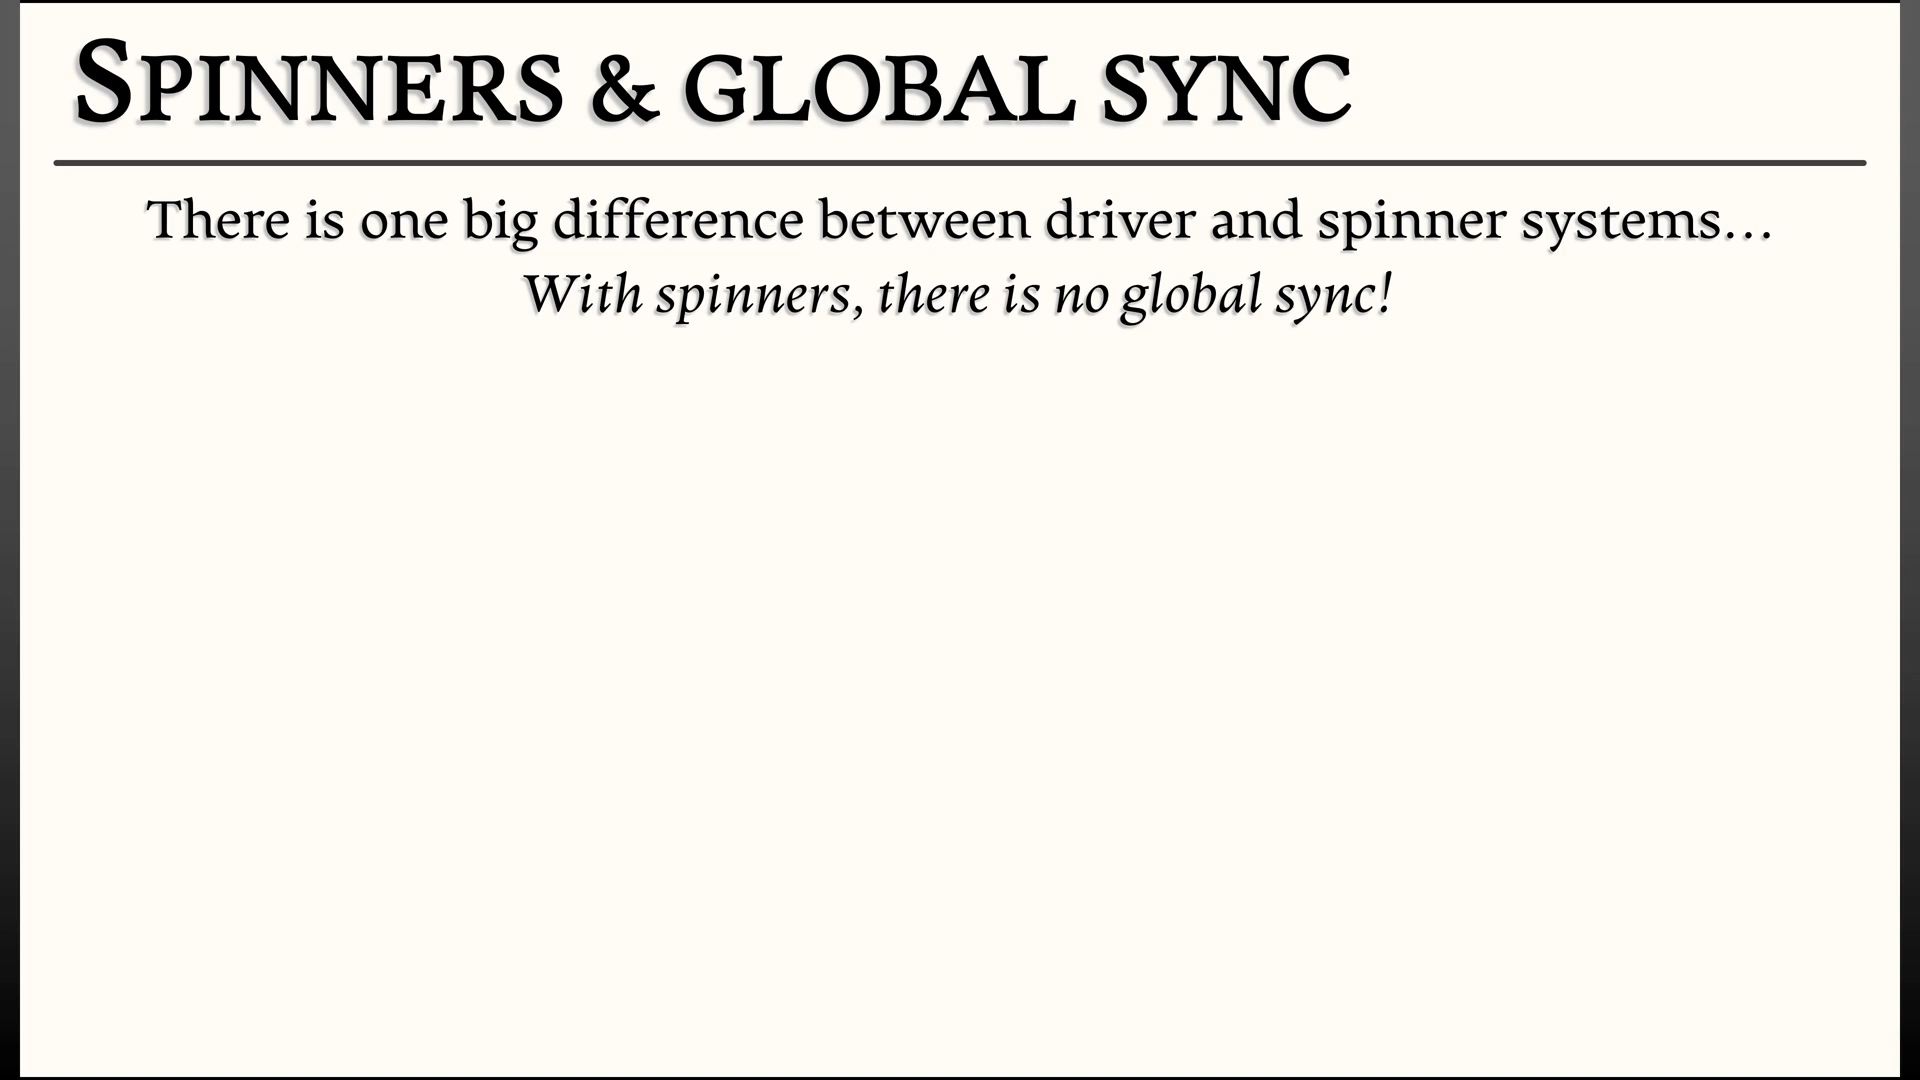 SPINNERS & GLOBAL SYNC
There is one big difference between driver and spinner systems…
With spinners, there is no global sync!